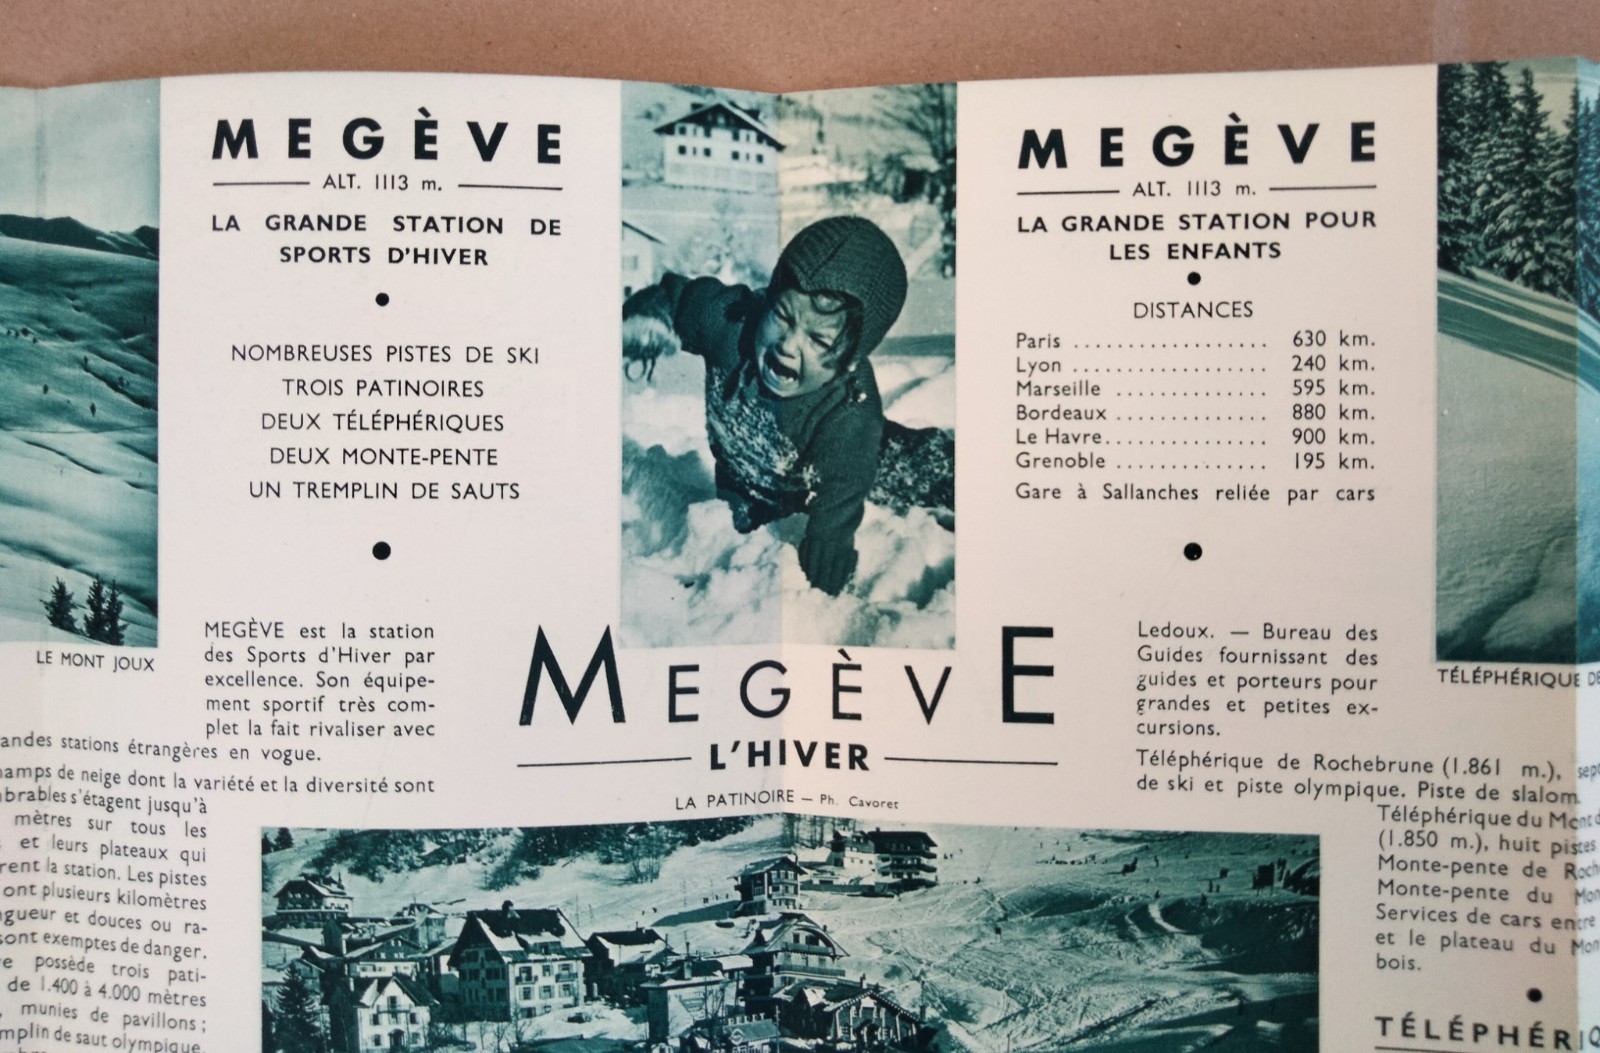 MEGÈVE
ALT. 1113 m.
LA GRANDE STATION DE
SPORTS D'HIVER
●
NOMBREUSES PISTES DE SKI
TROIS PATINOIRES
DEUX TÉLÉPHÉRIQUES
DEUX MONTE-PENTE
UN TREMPLIN DE SAUTS
●
LE MONT JOUX
MEGÈVE est la station
des Sports d'Hiver par
excellence. Son équipe-
ment sportif très com-
plet la fait rivaliser avec
andes stations étrangères en vogue.
hamps de neige dont la variété et la diversité sont
brables s'étagent jusqu'à
mètres sur tous les
et leurs plateaux qui
rent la station. Les pistes
ont plusieurs kilomètres
ngueur et douces ou ra-
sont exemptes de danger.
possède trois pati-
de 1.400 à 4.000 mètres
munies de pavillons ;
mplin de saut olympique,
MEGÈVE
L'HIVER
LA PATINOIRE — Ph. Cavoret
MEGÈVE
ALT. 1113 m.
LA GRANDE STATION POUR
LES ENFANTS
●
DISTANCES
Paris .................. 630 km.
Lyon .................. 240 km.
Marseille .............. 595 km.
Bordeaux .............. 880 km.
Le Havre............... 900 km.
Grenoble .............. 195 km.
Gare à Sallanches reliée par cars
●
Ledoux. — Bureau des
Guides fournissant des
guides et porteurs pour
grandes et petites ex-
cursions.
Téléphérique de Rochebrune (1.861 m.), sept
de ski et piste olympique. Piste de slalom.
Téléphérique du Mont d
(1.850 m.), huit pistes
Monte-pente de Roch
Monte-pente du Mon
Services de cars entre
et le plateau du Mon
bois.
●
TÉLÉPHÉRIQ
TÉLÉPHÉRIQUE DE